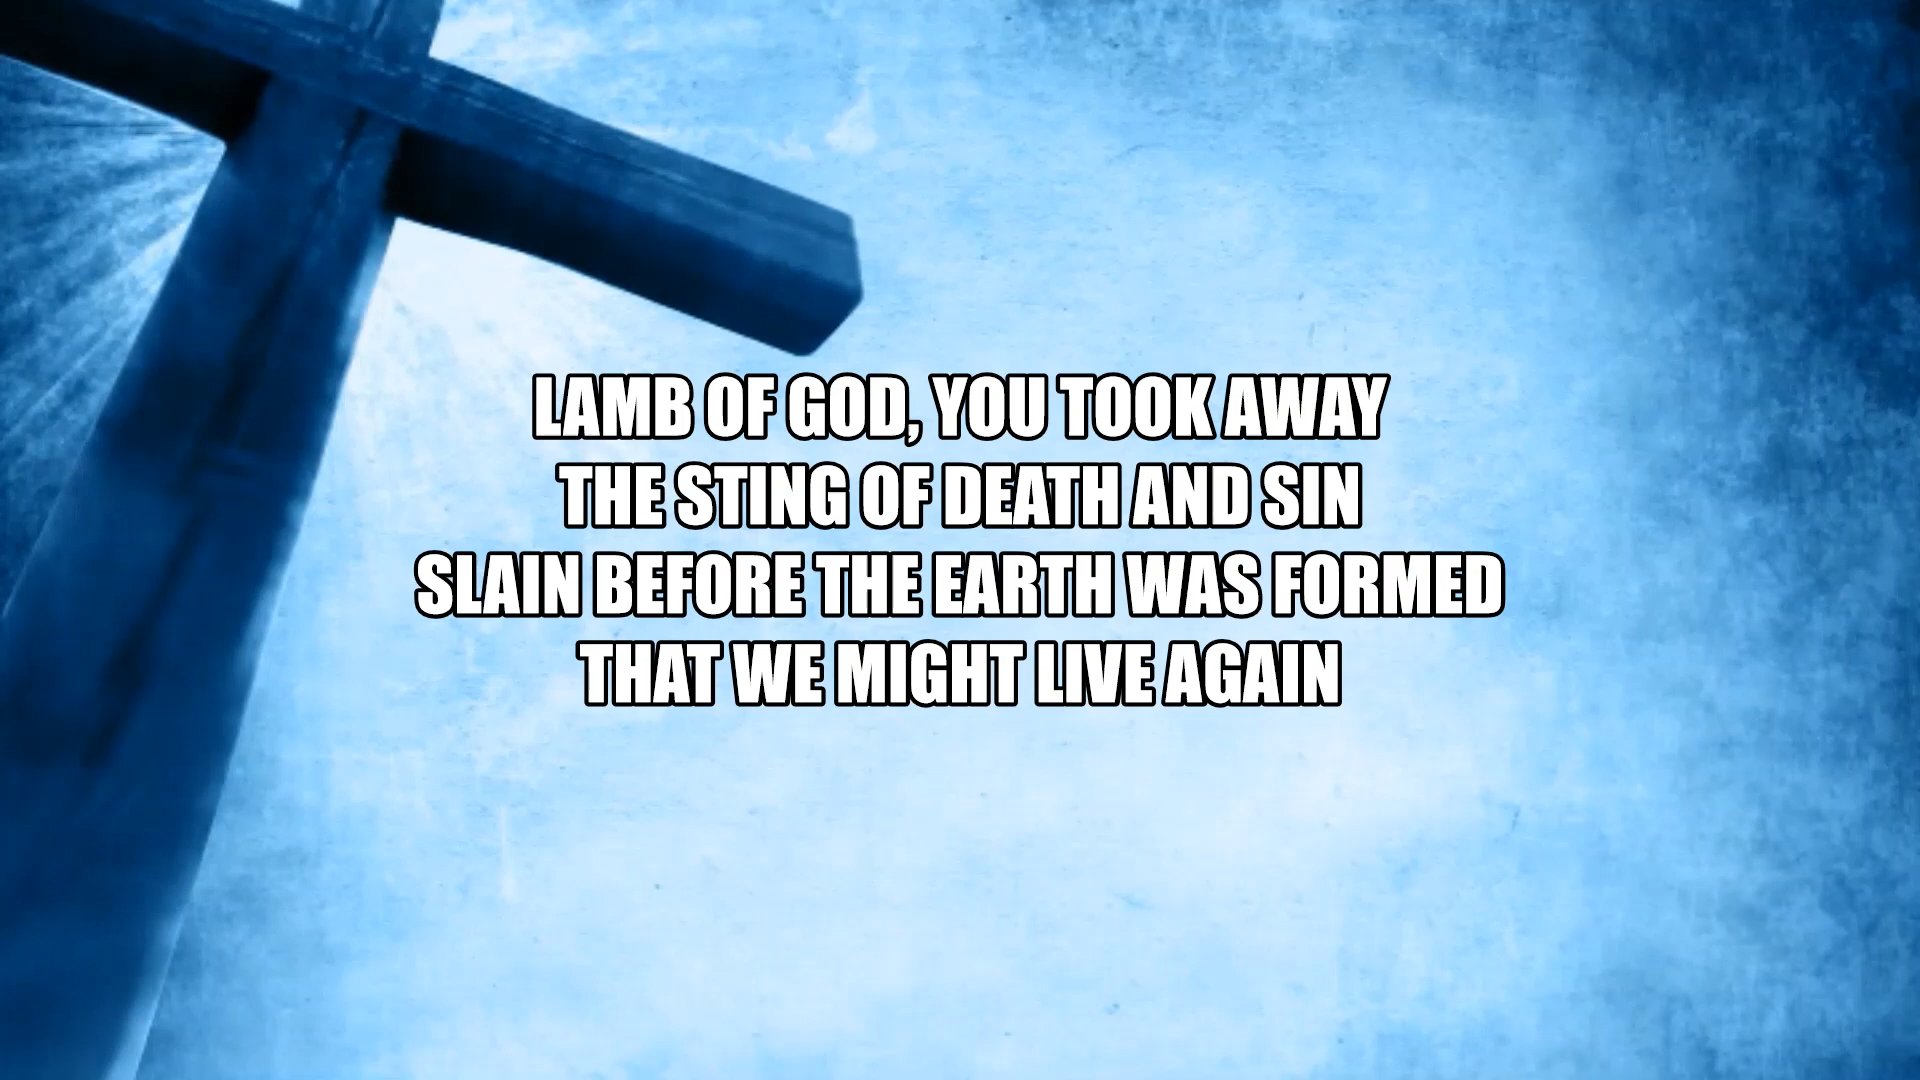 LAMB OF GOD, YOU TOOK AWAY
THE STING OF DEATH AND SIN
SLAIN BEFORE THE EARTH WAS FORMED
THAT WE MIGHT LIVE AGAIN